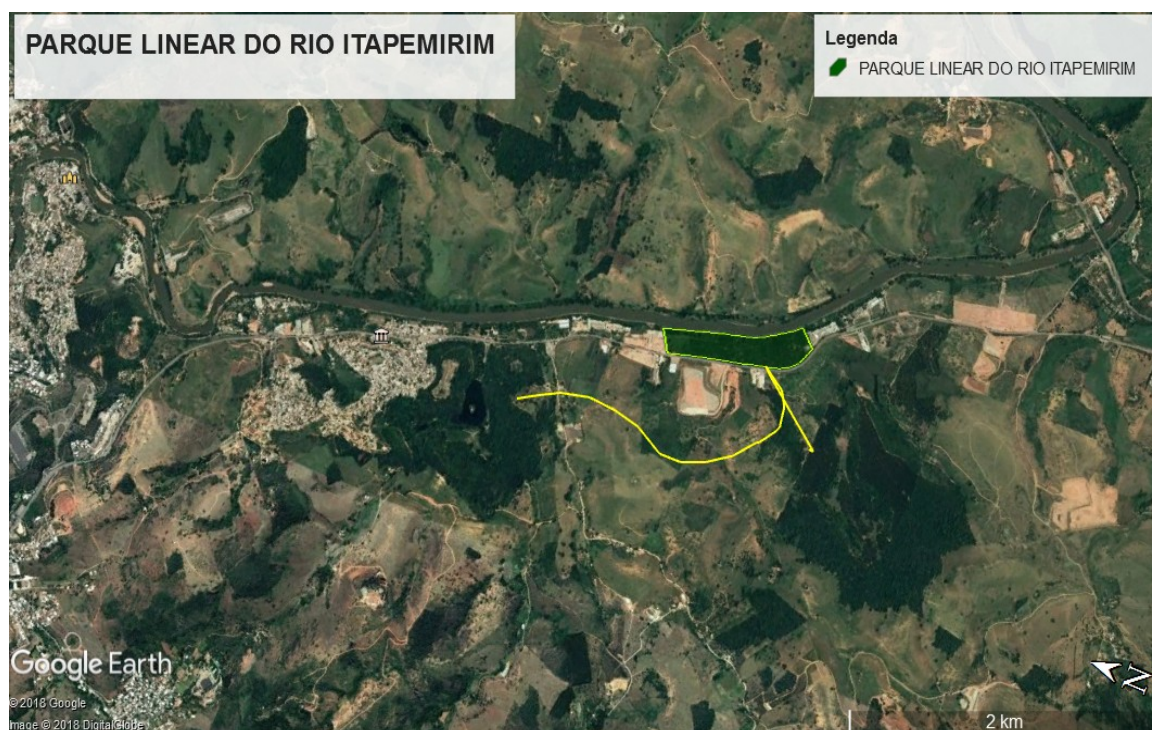 PARQUE LINEAR DO RIO ITAPEMIRIM
Legenda
PARQUE LINEAR DO RIO ITAPEMIRIM
Google Earth
© 2018 Google
Image © 2018 DigitalGlobe
N
2 km